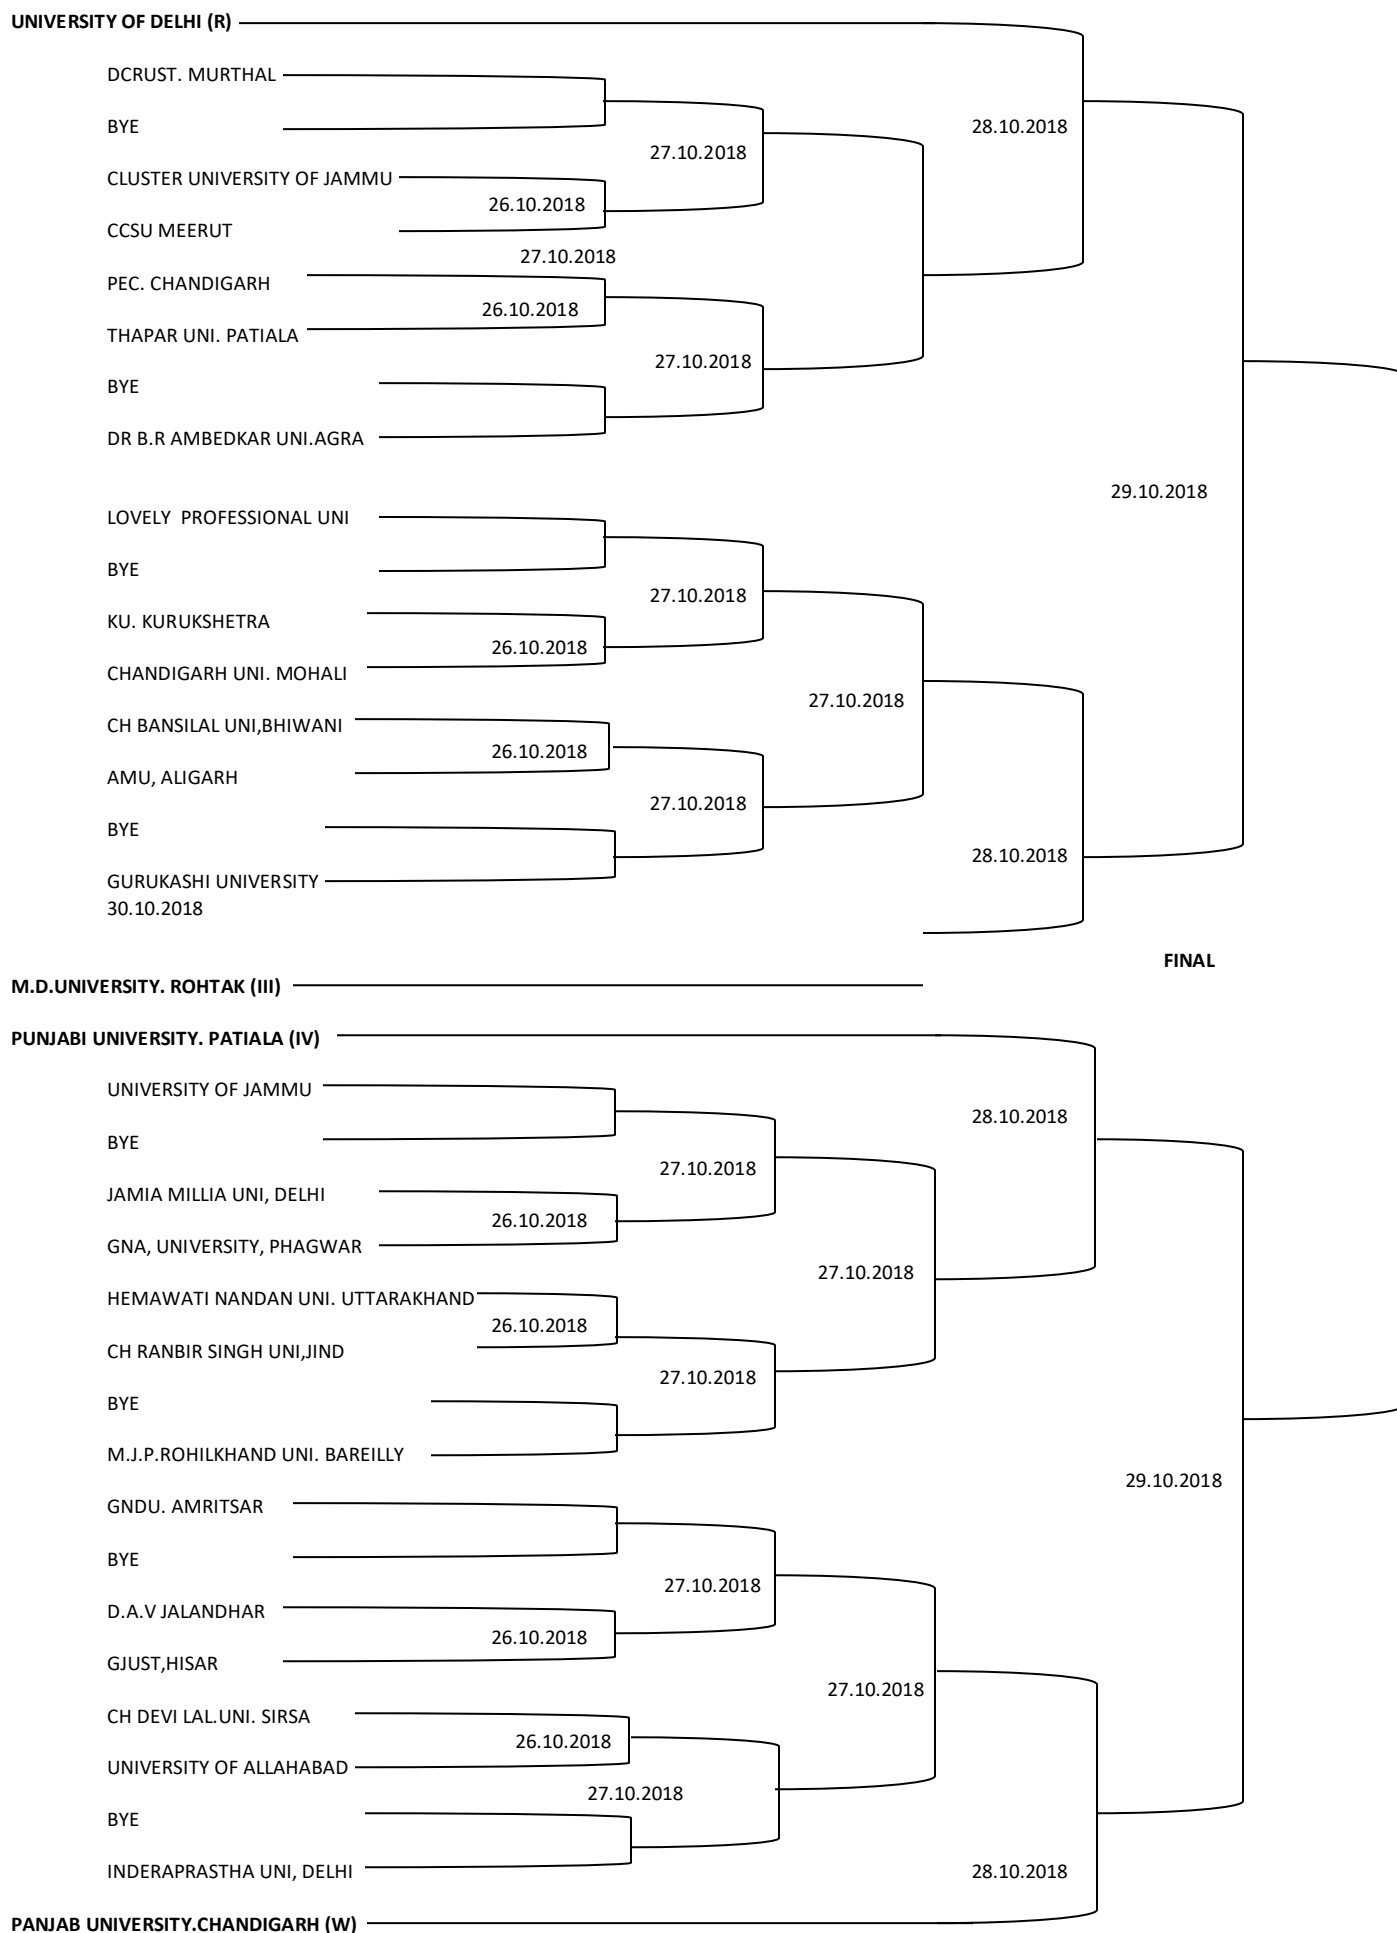 UNIVERSITY OF DELHI (R)
DCRUST. MURTHAL
BYE
28.10.2018
27.10.2018
CLUSTER UNIVERSITY OF JAMMU
26.10.2018
CCSU MEERUT
27.10.2018
PEC. CHANDIGARH
26.10.2018
THAPAR UNI. PATIALA
27.10.2018
BYE
DR B.R AMBEDKAR UNI.AGRA
29.10.2018
LOVELY  PROFESSIONAL UNI
BYE
27.10.2018
KU. KURUKSHETRA
26.10.2018
CHANDIGARH UNI. MOHALI
27.10.2018
CH BANSILAL UNI,BHIWANI
26.10.2018
AMU, ALIGARH
27.10.2018
BYE
28.10.2018
GURUKASHI UNIVERSITY
30.10.2018
FINAL
M.D.UNIVERSITY. ROHTAK (III)
PUNJABI UNIVERSITY. PATIALA (IV)
UNIVERSITY OF JAMMU
28.10.2018
BYE
27.10.2018
JAMIA MILLIA UNI, DELHI
26.10.2018
GNA, UNIVERSITY, PHAGWAR
27.10.2018
HEMAWATI NANDAN UNI. UTTARAKHAND
26.10.2018
CH RANBIR SINGH UNI,JIND
27.10.2018
BYE
M.J.P.ROHILKHAND UNI. BAREILLY
29.10.2018
GNDU. AMRITSAR
BYE
27.10.2018
D.A.V JALANDHAR
26.10.2018
GJUST,HISAR
27.10.2018
CH DEVI LAL.UNI. SIRSA
26.10.2018
UNIVERSITY OF ALLAHABAD
27.10.2018
BYE
INDERAPRASTHA UNI, DELHI
28.10.2018
PANJAB UNIVERSITY.CHANDIGARH (W)